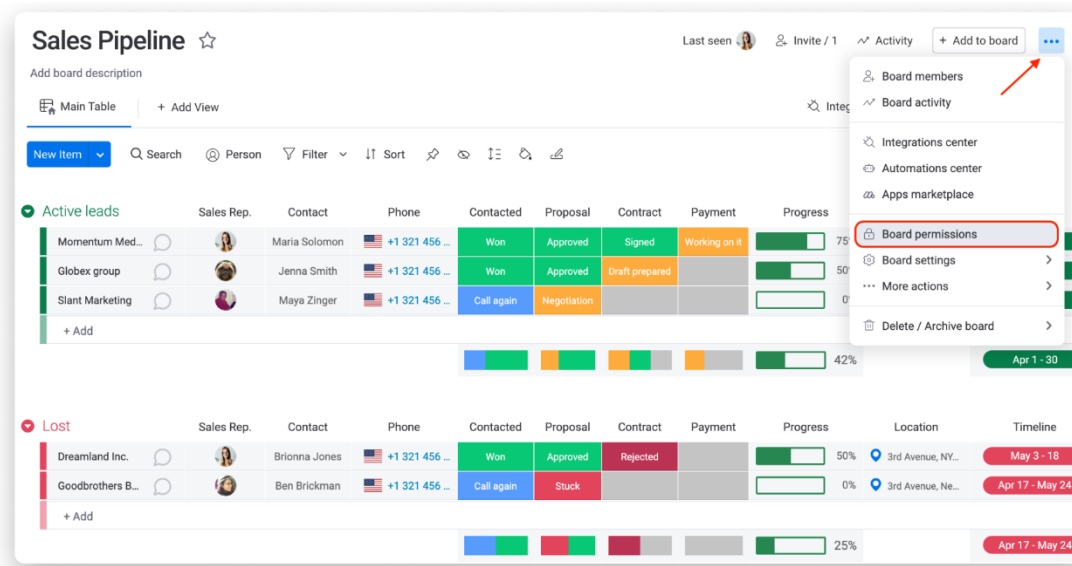 Sales Pipeline
Last seen
Invite / 1
Activity
+ Add to board
Add board description
Board members
Main Table
+ Add View
Integ
Board activity
New Item
Search
Person
Filter
Sort
Integrations center
Automations center
Apps marketplace
Active leads
Sales Rep.
Contact
Phone
Contacted
Proposal
Contract
Payment
Progress
Board permissions
Momentum Med...
Maria Solomon
+1 321 456 ...
Won
Approved
Signed
Working on it
75
Board settings
Globex group
Jenna Smith
+1 321 456 ...
Won
Approved
Draft prepared
50
More actions
Slant Marketing
Maya Zinger
+1 321 456 ...
Call again
Negotiation
0
Delete / Archive board
+ Add
42%
Apr 1 - 30
Lost
Sales Rep.
Contact
Phone
Contacted
Proposal
Contract
Payment
Progress
Location
Timeline
Dreamland Inc.
Brionna Jones
+1 321 456 ...
Won
Approved
Rejected
50%
3rd Avenue, NY...
May 3 - 18
Goodbrothers B...
Ben Brickman
+1 321 456 ...
Call again
Stuck
0%
3rd Avenue, Ne...
Apr 17 - May 24
+ Add
25%
Apr 17 - May 24